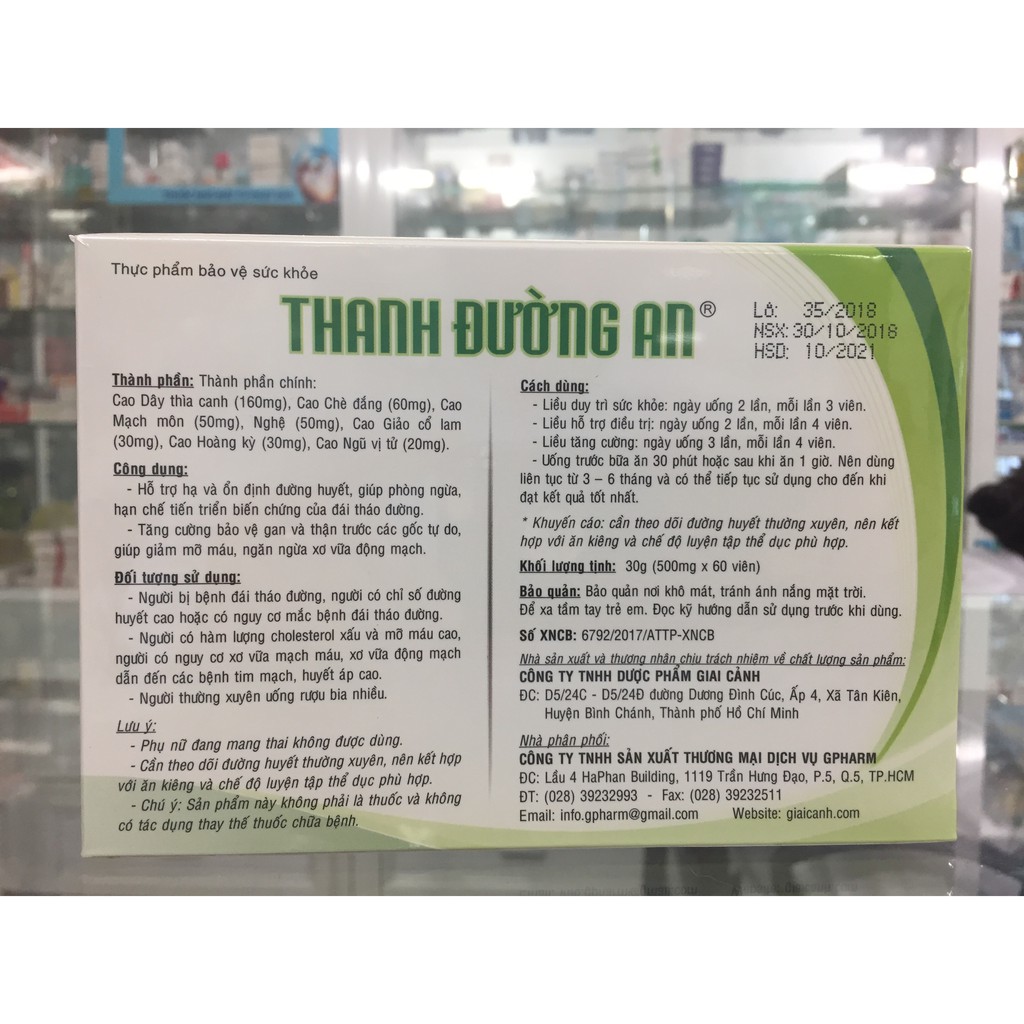 Thực phẩm bảo vệ sức khỏe
THANH ĐƯỜNG AN®
Lô: 35/2018
NSX: 30/10/2018
HSD: 10/2021
Thành phần: Thành phần chính:
Cao Dây thìa canh (160mg), Cao Chè đắng (60mg), Cao
Mạch môn (50mg), Nghệ (50mg), Cao Giảo cổ lam
(30mg), Cao Hoàng kỳ (30mg), Cao Ngũ vị tử (20mg).
Công dụng:
- Hỗ trợ hạ và ổn định đường huyết, giúp phòng ngừa,
hạn chế tiến triển biến chứng của đái tháo đường.
- Tăng cường bảo vệ gan và thận trước các gốc tự do,
giúp giảm mỡ máu, ngăn ngừa xơ vữa động mạch.
Đối tượng sử dụng:
- Người bị bệnh đái tháo đường, người có chỉ số đường
huyết cao hoặc có nguy cơ mắc bệnh đái tháo đường.
- Người có hàm lượng cholesterol xấu và mỡ máu cao,
người có nguy cơ xơ vữa mạch máu, xơ vữa động mạch
dẫn đến các bệnh tim mạch, huyết áp cao.
- Người thường xuyên uống rượu bia nhiều.
Lưu ý:
- Phụ nữ đang mang thai không được dùng.
- Cần theo dõi đường huyết thường xuyên, nên kết hợp
với ăn kiêng và chế độ luyện tập thể dục phù hợp.
- Chú ý: Sản phẩm này không phải là thuốc và không
có tác dụng thay thế thuốc chữa bệnh.
Cách dùng:
- Liều duy trì sức khỏe: ngày uống 2 lần, mỗi lần 3 viên.
- Liều hỗ trợ điều trị: ngày uống 2 lần, mỗi lần 4 viên.
- Liều tăng cường: ngày uống 3 lần, mỗi lần 4 viên.
- Uống trước bữa ăn 30 phút hoặc sau khi ăn 1 giờ. Nên dùng
liên tục từ 3 – 6 tháng và có thể tiếp tục sử dụng cho đến khi
đạt kết quả tốt nhất.
* Khuyến cáo: cần theo dõi đường huyết thường xuyên, nên kết
hợp với ăn kiêng và chế độ luyện tập thể dục phù hợp.
Khối lượng tịnh: 30g (500mg x 60 viên)
Bảo quản: Bảo quản nơi khô mát, tránh ánh nắng mặt trời.
Để xa tầm tay trẻ em. Đọc kỹ hướng dẫn sử dụng trước khi dùng.
Số XNCB: 6792/2017/ATTP-XNCB
Nhà sản xuất và thương nhân chịu trách nhiệm về chất lượng sản phẩm:
CÔNG TY TNHH DƯỢC PHẨM GIAI CẢNH
ĐC: D5/24C - D5/24Đ đường Dương Đình Cúc, Ấp 4, Xã Tân Kiên,
Huyện Bình Chánh, Thành phố Hồ Chí Minh
Nhà phân phối:
CÔNG TY TNHH SẢN XUẤT THƯƠNG MẠI DỊCH VỤ GPHARM
ĐC: Lầu 4 HaPhan Building, 1119 Trần Hưng Đạo, P.5, Q.5, TP.HCM
ĐT: (028) 39232993 - Fax: (028) 39232511
Email: info.gpharm@gmail.com Website: giaicanh.com